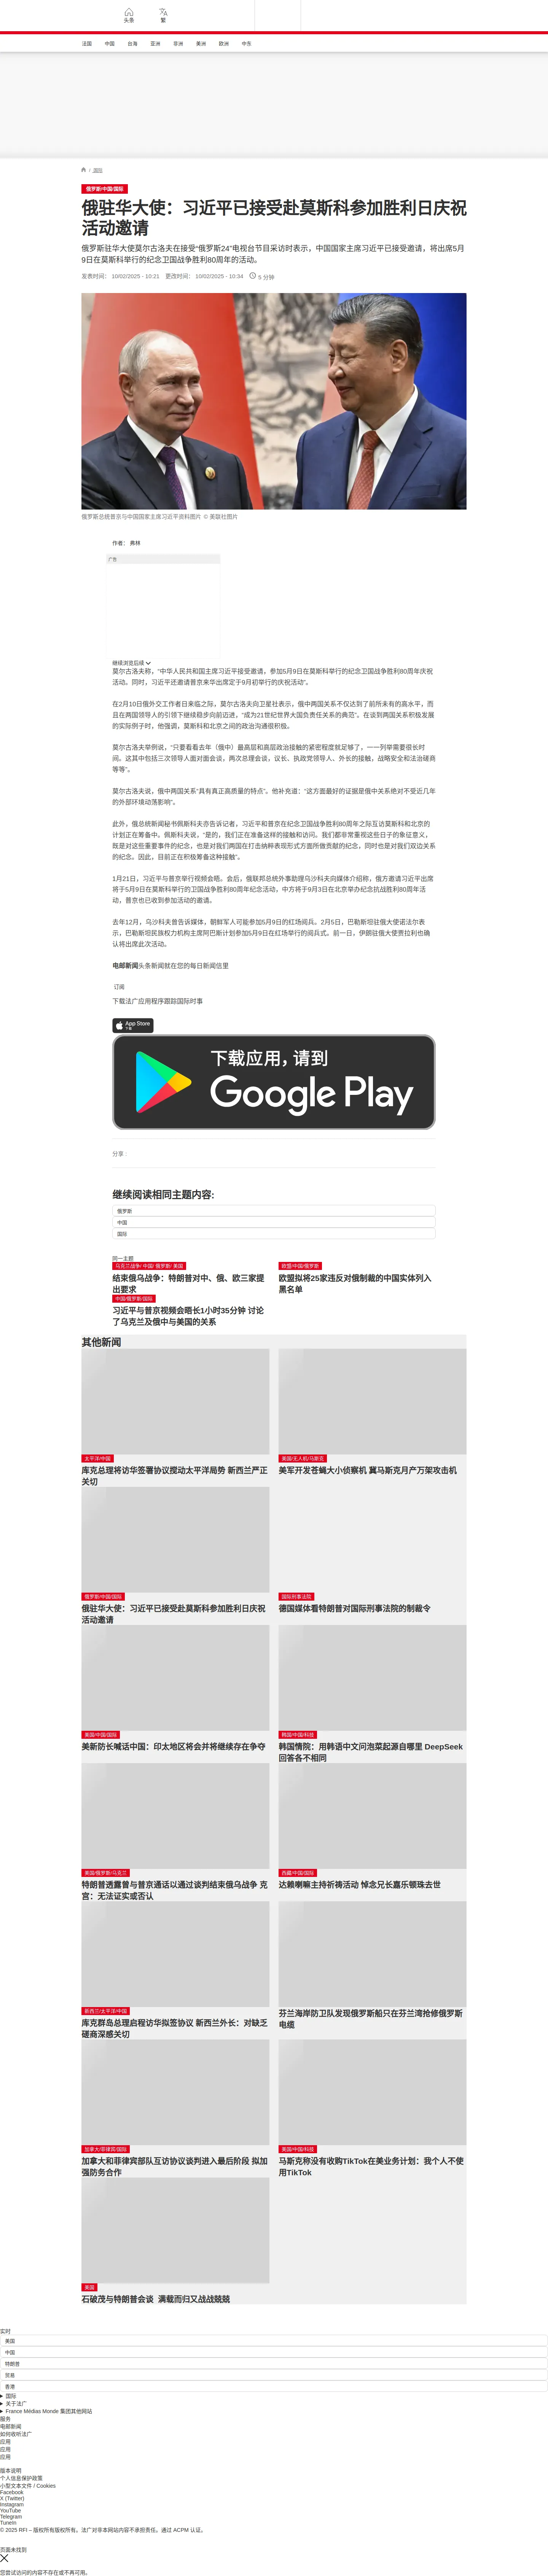 头条
繁
法国 中国 台海 亚洲 非洲 美洲 欧洲 中东
/ 国际
俄罗斯/中国/国际
俄驻华大使：习近平已接受赴莫斯科参加胜利日庆祝
活动邀请
俄罗斯驻华大使莫尔古洛夫在接受“俄罗斯24”电视台节目采访时表示，中国国家主席习近平已接受邀请，将出席5月
9日在莫斯科举行的纪念卫国战争胜利80周年的活动。
发表时间： 10/02/2025 - 10:21 更改时间： 10/02/2025 - 10:34 5 分钟
俄罗斯总统普京与中国国家主席习近平资料图片 © 美联社图片
作者： 弗林
广告
继续浏览后续
莫尔古洛夫称，“中华人民共和国主席习近平接受邀请，参加5月9日在莫斯科举行的纪念卫国战争胜利80周年庆祝
活动。同时，习近平还邀请普京来华出席定于9月初举行的庆祝活动”。
在2月10日俄外交工作者日来临之际，莫尔古洛夫向卫星社表示，俄中两国关系不仅达到了前所未有的高水平，而
且在两国领导人的引领下继续稳步向前迈进，“成为21世纪世界大国负责任关系的典范”。在谈到两国关系积极发展
的实际例子时，他强调，莫斯科和北京之间的政治沟通很积极。
莫尔古洛夫举例说，“只要看看去年（俄中）最高层和高层政治接触的紧密程度就足够了，一一列举需要很长时
间。这其中包括三次领导人面对面会谈，两次总理会谈，议长、执政党领导人、外长的接触，战略安全和法治磋商
等等”。
莫尔古洛夫说，俄中两国关系“具有真正高质量的特点”。他补充道：“这方面最好的证据是俄中关系绝对不受近几年
的外部环境动荡影响”。
此外，俄总统新闻秘书佩斯科夫亦告诉记者，习近平和普京在纪念卫国战争胜利80周年之际互访莫斯科和北京的
计划正在筹备中。佩斯科夫说，“是的，我们正在准备这样的接触和访问。我们都非常重视这些日子的象征意义，
既是对这些重要事件的纪念，也是对我们两国在打击纳粹表现形式方面所做贡献的纪念，同时也是对我们双边关系
的纪念。因此，目前正在积极筹备这种接触”。
1月21日，习近平与普京举行视频会晤。会后，俄联邦总统外事助理乌沙科夫向媒体介绍称，俄方邀请习近平出席
将于5月9日在莫斯科举行的卫国战争胜利80周年纪念活动，中方将于9月3日在北京举办纪念抗战胜利80周年活
动，普京也已收到参加活动的邀请。
去年12月，乌沙科夫曾告诉媒体，朝鲜军人可能参加5月9日的红场阅兵。2月5日，巴勒斯坦驻俄大使诺法尔表
示，巴勒斯坦民族权力机构主席阿巴斯计划参加5月9日在红场举行的阅兵式。前一日，伊朗驻俄大使贾拉利也确
认将出席此次活动。
电邮新闻头条新闻就在您的每日新闻信里
订阅
下载法广应用程序跟踪国际时事
App Store
下载
下载应用，请到
Google Play
分享 :
继续阅读相同主题内容:
俄罗斯
中国
国际
同一主题
乌克兰战争/ 中国/ 俄罗斯/ 美国
结束俄乌战争：特朗普对中、俄、欧三家提
出要求
欧盟/中国/俄罗斯
欧盟拟将25家违反对俄制裁的中国实体列入
黑名单
中国/俄罗斯/国际
习近平与普京视频会晤长1小时35分钟 讨论
了乌克兰及俄中与美国的关系
其他新闻
太平洋/中国
库克总理将访华签署协议搅动太平洋局势 新西兰严正
关切
美国/无人机/马斯克
美军开发苍蝇大小侦察机 冀马斯克月产万架攻击机
俄罗斯/中国/国际
俄驻华大使：习近平已接受赴莫斯科参加胜利日庆祝
活动邀请
国际刑事法院
德国媒体看特朗普对国际刑事法院的制裁令
美国/中国/国际
美新防长喊话中国：印太地区将会并将继续存在争夺
韩国/中国/科技
韩国情院：用韩语中文问泡菜起源自哪里 DeepSeek
回答各不相同
美国/俄罗斯/乌克兰
特朗普透露曾与普京通话以通过谈判结束俄乌战争 克
宫：无法证实或否认
西藏/中国/国际
达赖喇嘛主持祈祷活动 悼念兄长嘉乐顿珠去世
新西兰/太平洋/中国
库克群岛总理启程访华拟签协议 新西兰外长：对缺乏
磋商深感关切
芬兰海岸防卫队发现俄罗斯船只在芬兰湾抢修俄罗斯
电缆
加拿大/菲律宾/国际
加拿大和菲律宾部队互访协议谈判进入最后阶段 拟加
强防务合作
美国/中国/科技
马斯克称没有收购TikTok在美业务计划：我个人不使
用TikTok
美国
石破茂与特朗普会谈 满载而归又战战兢兢
实时
美国
中国
特朗普
贸易
香港
国际
关于法广
France Médias Monde 集团其他网站
服务
电邮新闻
如何收听法广
应用
应用
应用
版本说明
个人信息保护政策
小型文本文件 / Cookies
Facebook
X (Twitter)
Instagram
YouTube
Telegram
TuneIn
© 2025 RFI – 版权所有版权所有。法广对非本网站内容不承担责任。通过 ACPM 认证。
页面未找到
您尝试访问的内容不存在或不再可用。